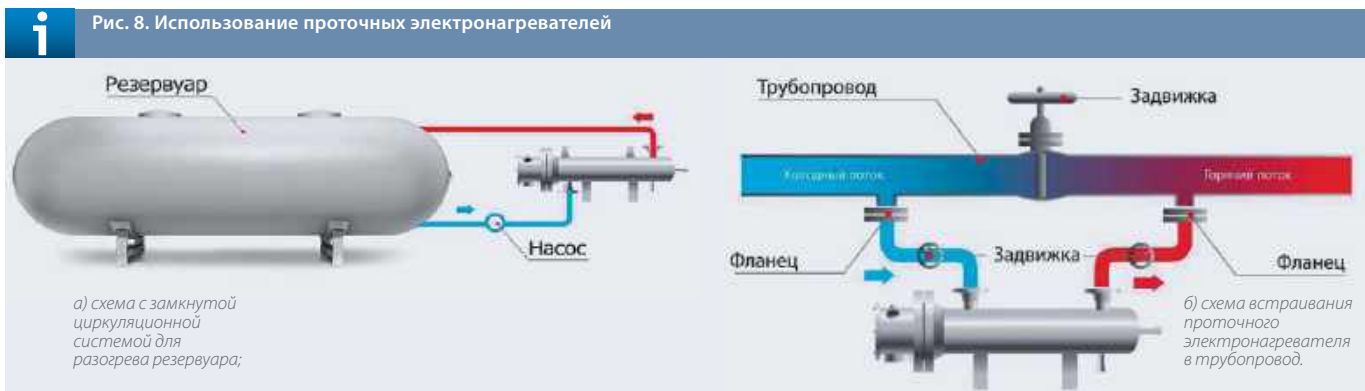 i
Рис. 8. Использование проточных электронагревателей
Резервуар
Насос
а) схема с замкнутой
циркуляционной
системой для
разогрева резервуара;
Трубопровод
Задвижка
Холодный поток
Горячий поток
Фланец
Задвижка
Фланец
б) схема встраивания
проточного
электронагревателя
в трубопровод.